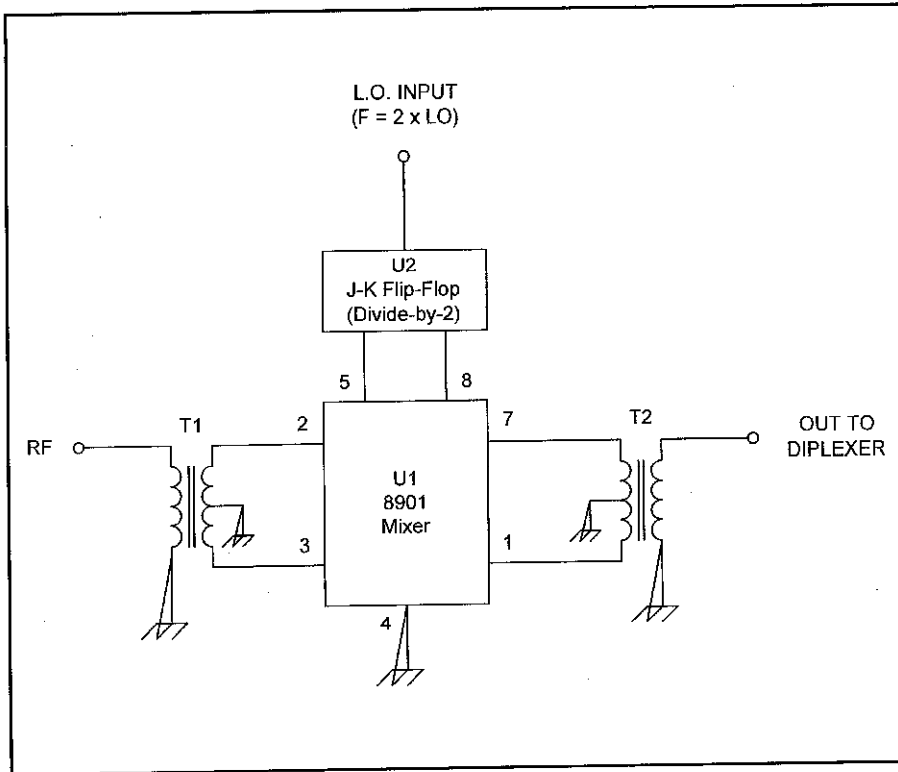 L.O. INPUT
(F = 2 x LO)
U2
J-K Flip-Flop
(Divide-by-2)
5
8
T1
2
7
T2
RF
OUT TO
DIPLEXER
U1
8901
Mixer
3
1
4